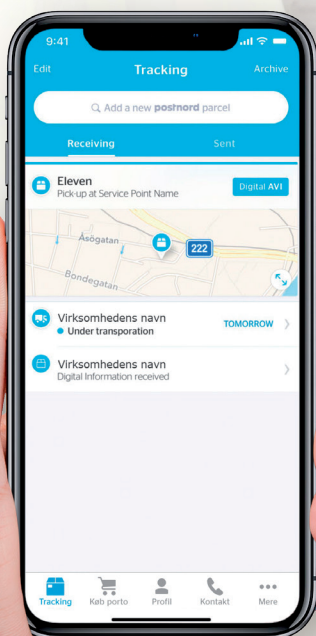 9:41
Edit
Tracking
Archive
Add a new postnord parcel
Receiving
Sent
Eleven
Pick-up at Service Point Name
Digital AVI
Åsögatan
222
Bondegatan
Virksomhedens navn
Under transporation
TOMORROW
Virksomhedens navn
Digital Information received
Tracking
Køb porto
Profil
Kontakt
Mere